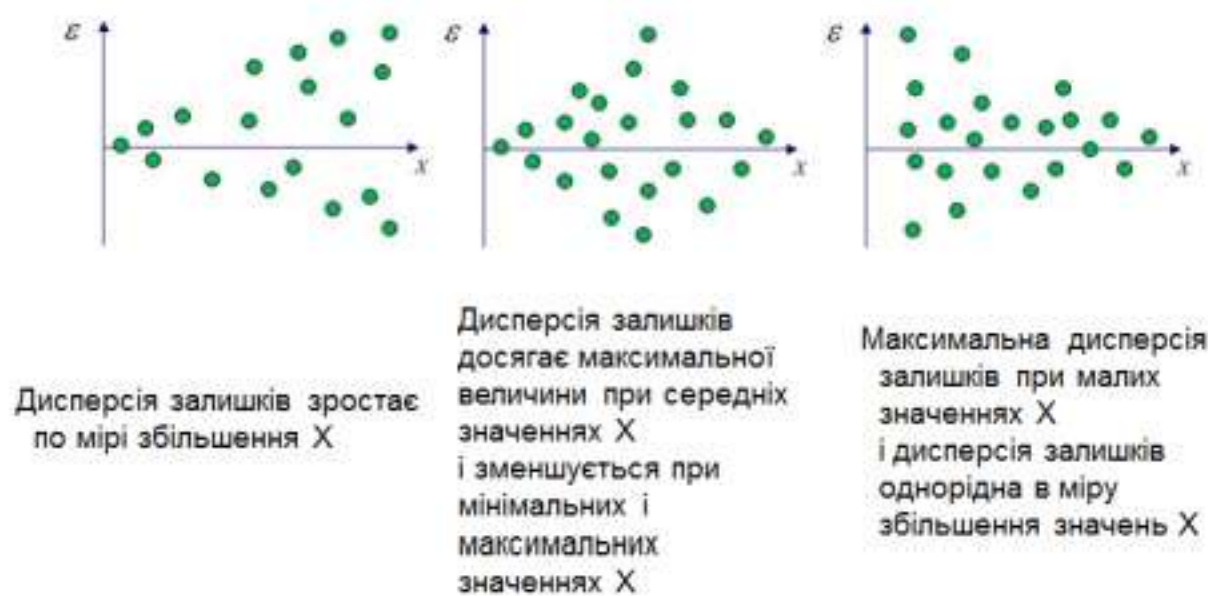 ε
x
ε
x
ε
x
Дисперсія залишків зростає
по мірі збільшення X
Дисперсія залишків
досягає максимальної
величини при середніх
значеннях X
і зменшується при
мінімальних і
максимальних
значеннях X
Максимальна дисперсія
залишків при малих
значеннях X
і дисперсія залишків
однорідна в міру
збільшення значень X